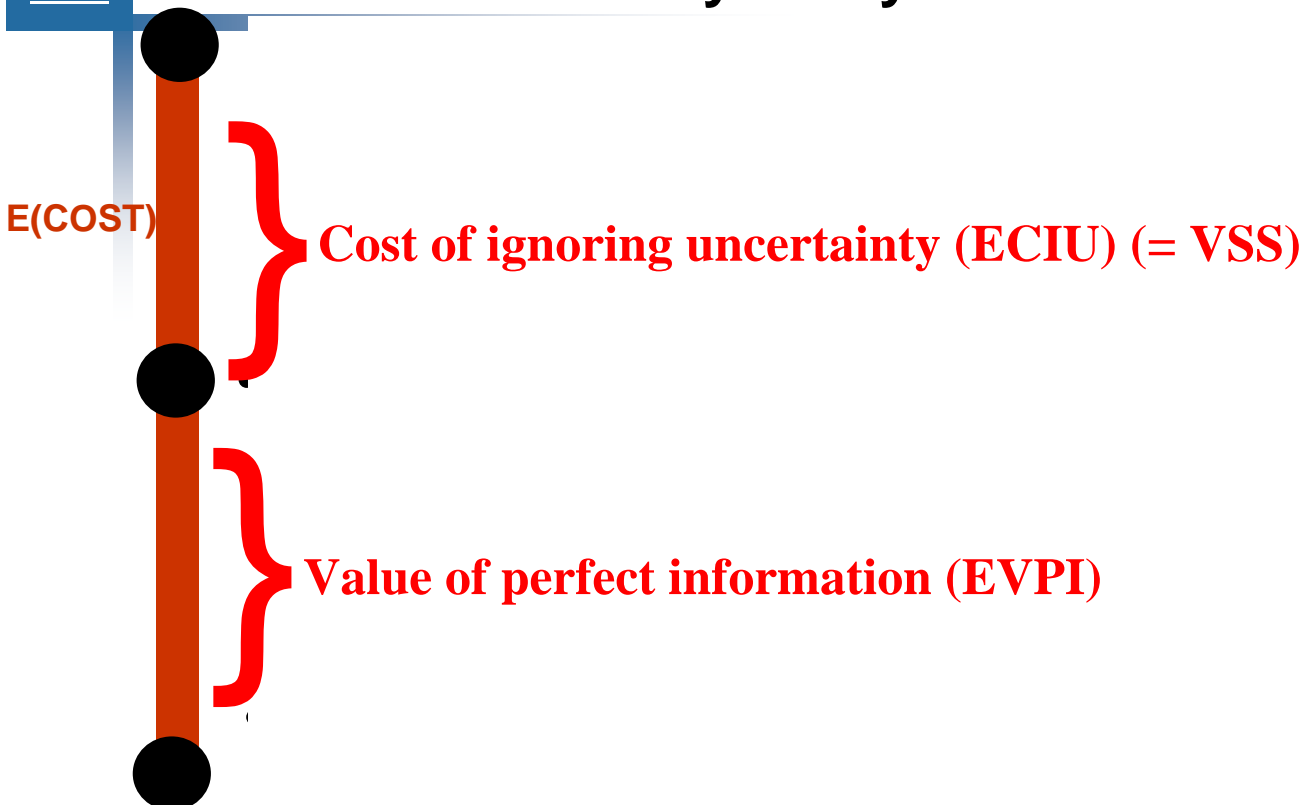 E(COST)
Cost of ignoring uncertainty (ECIU) (= VSS)
Value of perfect information (EVPI)